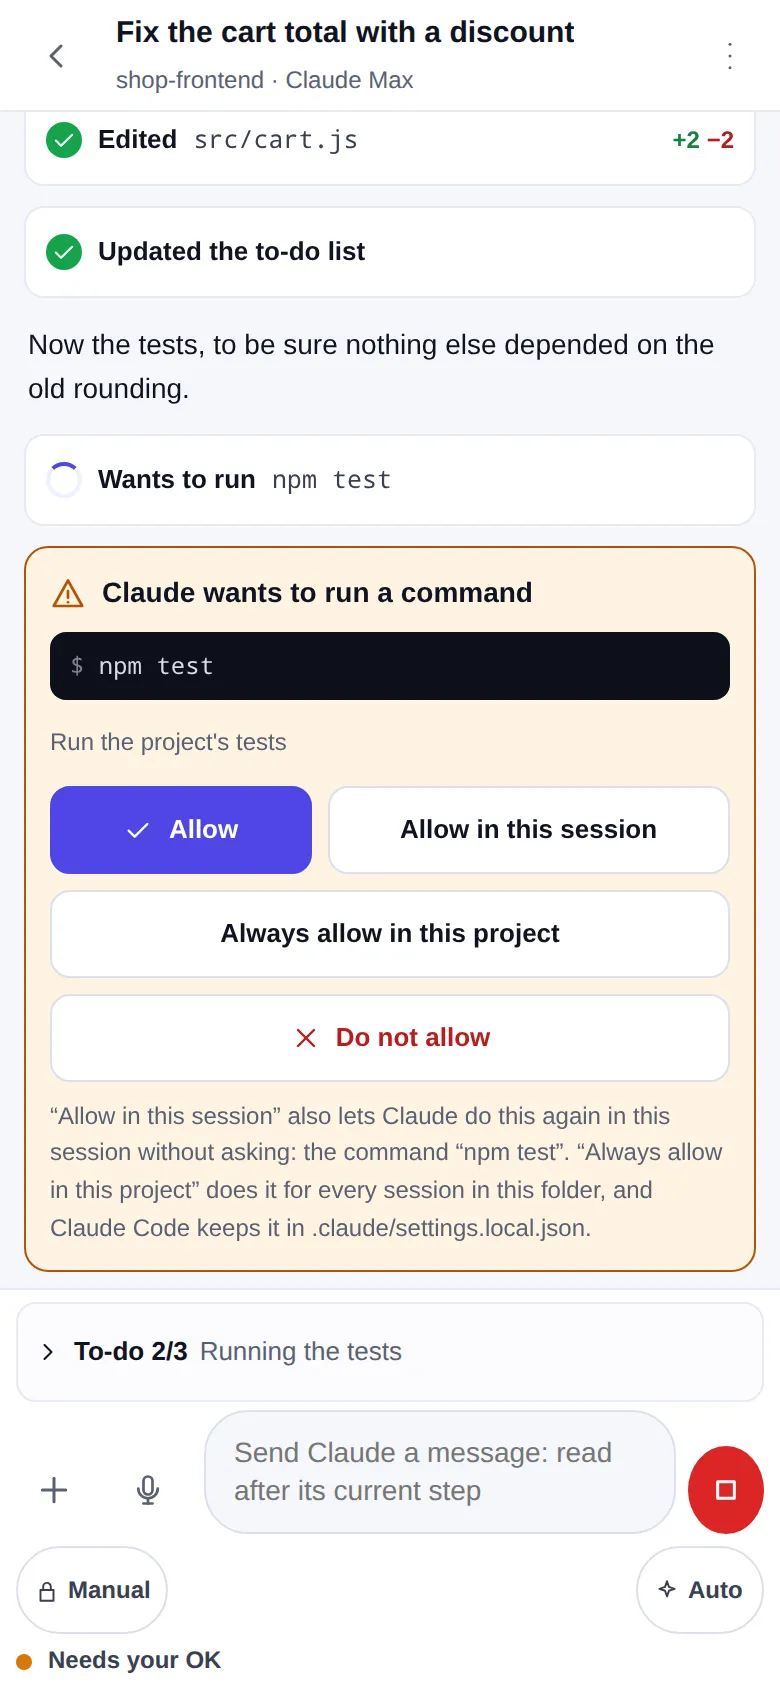 Fix the cart total with a discount
shop-frontend · Claude Max
Edited src/cart.js +2 −2
Updated the to-do list
Now the tests, to be sure nothing else depended on the
old rounding.
Wants to run npm test
Claude wants to run a command
$ npm test
Run the project's tests
Allow
Allow in this session
Always allow in this project
Do not allow
“Allow in this session” also lets Claude do this again in this
session without asking: the command “npm test”. “Always allow
in this project” does it for every session in this folder, and
Claude Code keeps it in .claude/settings.local.json.
To-do 2/3 Running the tests
Send Claude a message: read
after its current step
Manual
Auto
Needs your OK